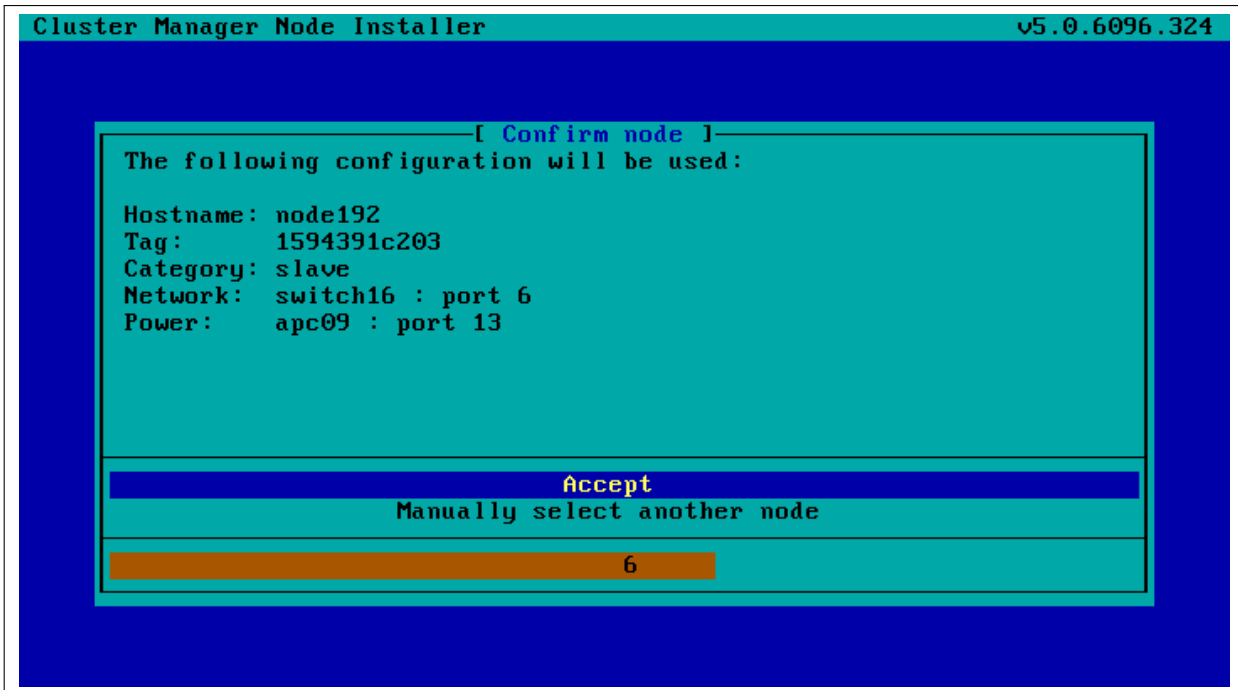 Cluster Manager Node Installer v5.0.6096.324
[ Confirm node ]
The following configuration will be used:
Hostname: node192
Tag: 1594391c203
Category: slave
Network: switch16 : port 6
Power: apc09 : port 13
Accept
Manually select another node
6